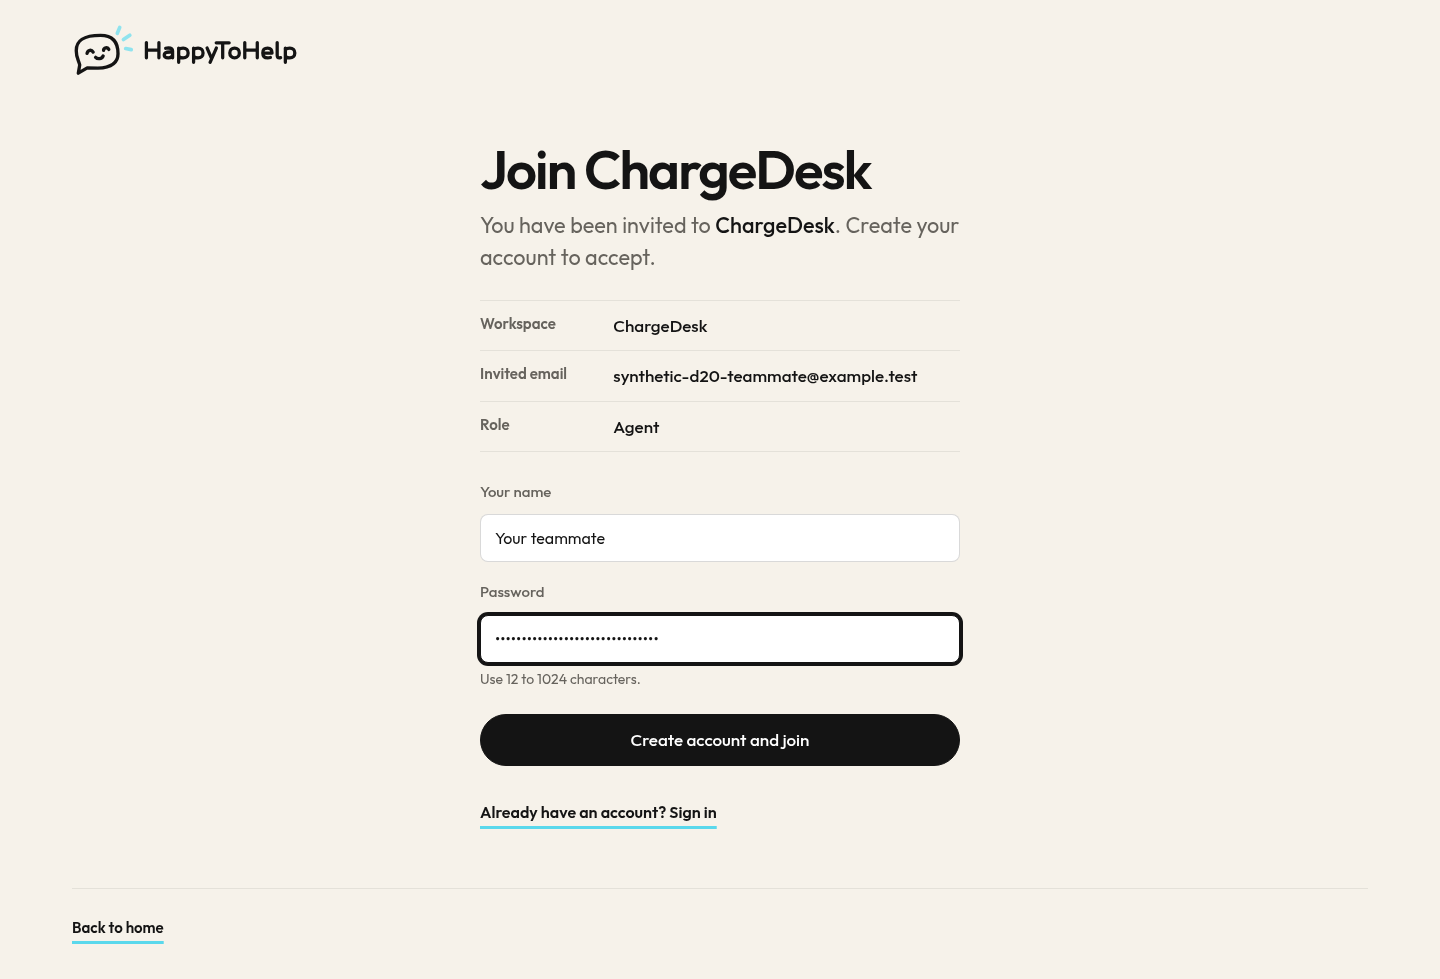 HappyToHelp
Join ChargeDesk
You have been invited to ChargeDesk. Create your
account to accept.
Workspace ChargeDesk
Invited email synthetic-d20-teammate@example.test
Role Agent
Your name
Your teammate
Password
•••••••••••••••••••••••••••••••
Use 12 to 1024 characters.
Create account and join
Already have an account? Sign in
Back to home